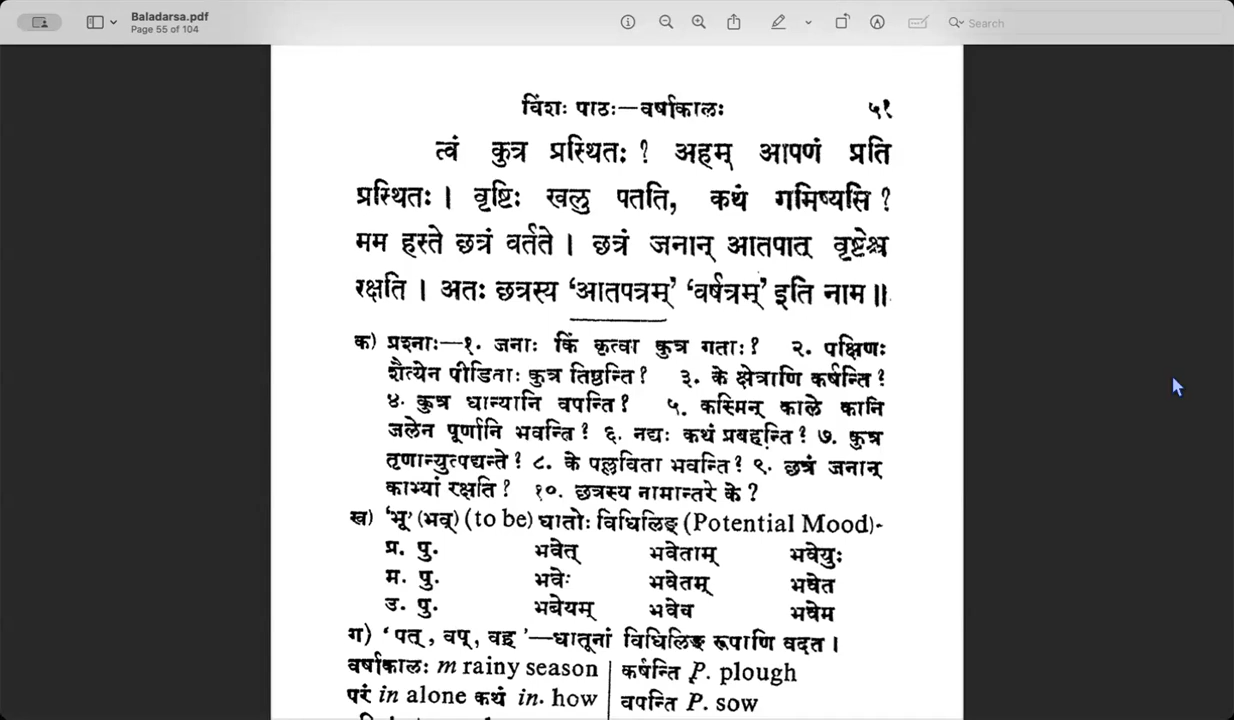 Baladarsa.pdf
Page 55 of 104
Search
विंशः पाठः—वर्षाकालः ५१
त्वं कुत्र प्रस्थितः ? अहम् आपणं प्रति
प्रस्थितः । वृष्टिः खलु पतति, कथं गमिष्यसि ?
मम हस्ते छत्रं वर्तते । छत्रं जनान् आतपात् वृष्टेश्च
रक्षति । अतः छत्रस्य ‘आतपत्रम्’ ‘वर्षत्रम्’ इति नाम ॥
क) प्रश्नाः—१. जनाः किं कृत्वा कुत्र गताः ? २. पक्षिणः
शैत्येन पीडिताः कुत्र तिष्ठन्ति ? ३. के क्षेत्राणि कर्षन्ति ?
४. कुत्र धान्यानि वपन्ति ? ५. कस्मिन् काले कानि
जलेन पूर्णानि भवन्ति ? ६. नद्यः कथं प्रवहन्ति ? ७. कुत्र
तृणान्युत्पद्यन्ते ? ८. के पल्लविता भवन्ति ? ९. छत्रं जनान्
काभ्यां रक्षति ? १०. छत्रस्य नामान्तरे के ?
ख) ‘भू’ (भव्) (to be) धातोः विधिलिङ् (Potential Mood)-
प्र. पु. भवेत् भवेताम् भवेयुः
म. पु. भवेः भवेतम् भवेत
उ. पु. भवेयम् भवेव भवेम
ग) ‘पत्, वप्, वह्’—धातूनां विधिलिङ् रूपाणि वदत ।
वर्षाकालः m rainy season कर्षन्ति P. plough
परं in alone कथं in. how वपन्ति P. sow